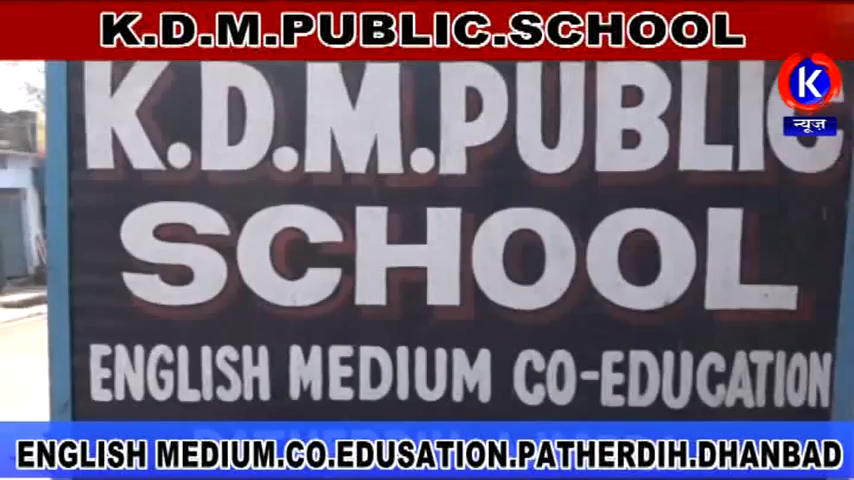 K.D.M.PUBLIC.SCHOOL
K
न्यूज़
K.D.M.PUBLIC
SCHOOL
ENGLISH MEDIUM CO-EDUCATION
ENGLISH MEDIUM.CO.EDUSATION.PATHERDIH.DHANBAD